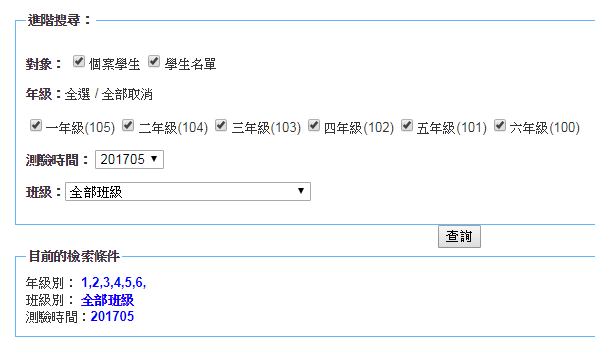 進階搜尋：
對象： 個案學生 學生名單
年級：全選 / 全部取消
一年級(105) 二年級(104) 三年級(103) 四年級(102) 五年級(101) 六年級(100)
測驗時間： 201705
班級： 全部班級
查詢
目前的檢索條件
年級別： 1,2,3,4,5,6,
班級別： 全部班級
測驗時間：201705